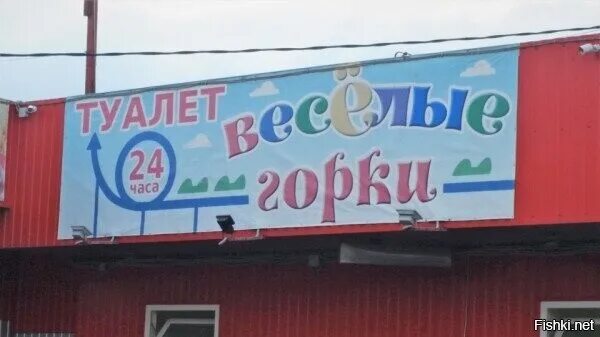 ТУАЛЕТ
24
часа
весёлые
горки
Fishki.net